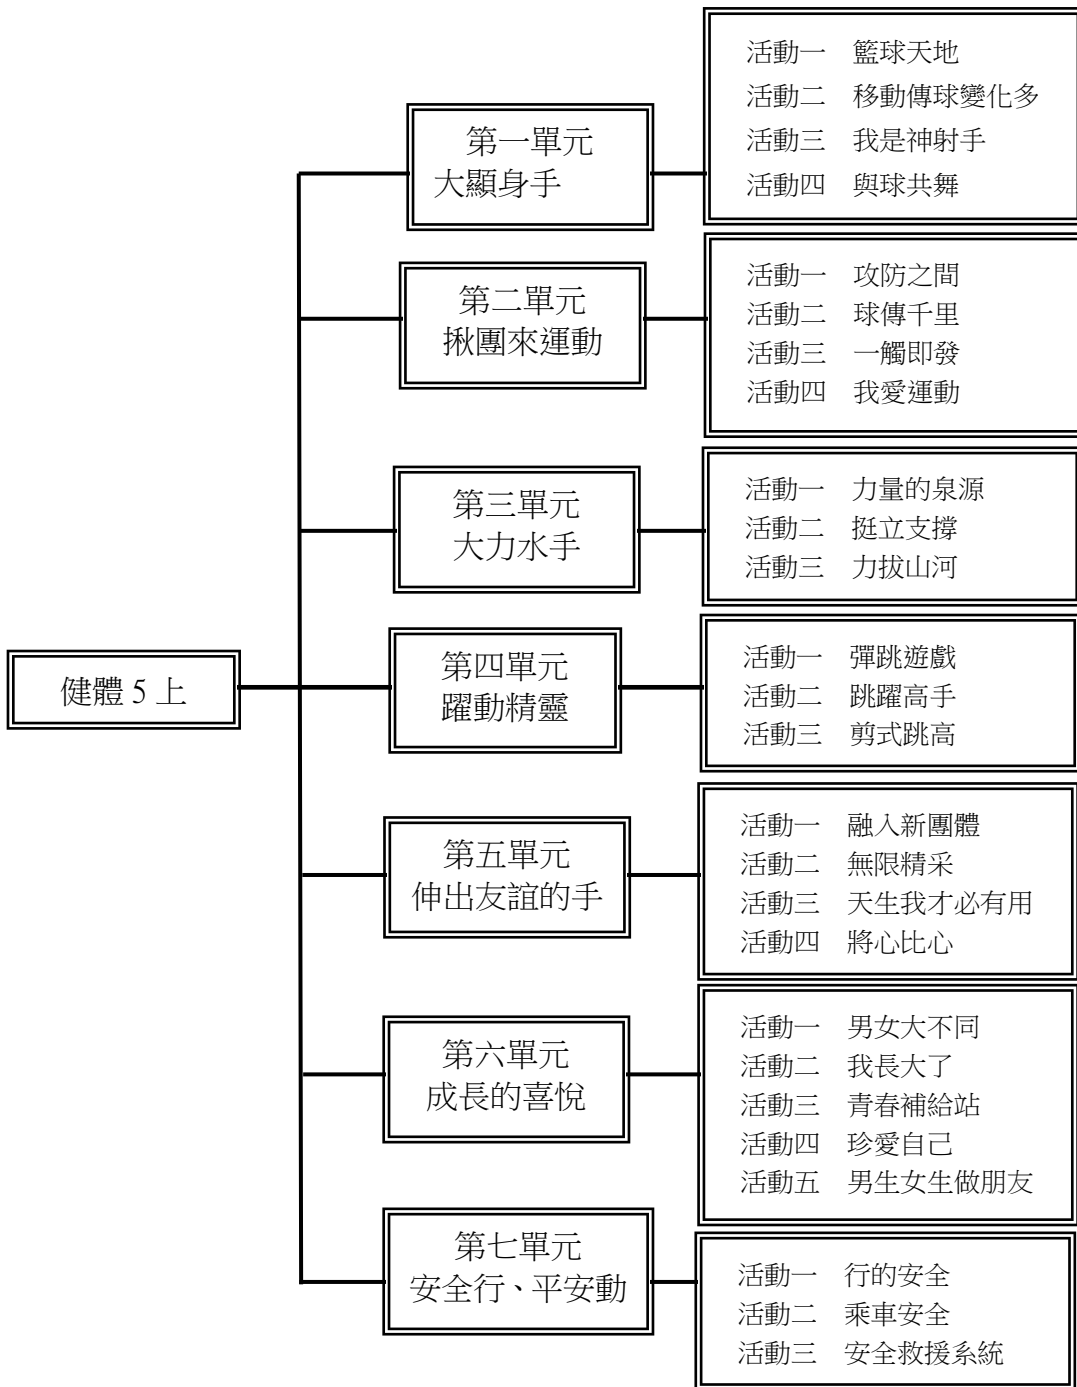 健體 5 上
第一單元
大顯身手
活動一　籃球天地
活動二　移動傳球變化多
活動三　我是神射手
活動四　與球共舞
第二單元
揪團來運動
活動一　攻防之間
活動二　球傳千里
活動三　一觸即發
活動四　我愛運動
第三單元
大力水手
活動一　力量的泉源
活動二　挺立支撐
活動三　力拔山河
第四單元
躍動精靈
活動一　彈跳遊戲
活動二　跳躍高手
活動三　剪式跳高
第五單元
伸出友誼的手
活動一　融入新團體
活動二　無限精采
活動三　天生我才必有用
活動四　將心比心
第六單元
成長的喜悅
活動一　男女大不同
活動二　我長大了
活動三　青春補給站
活動四　珍愛自己
活動五　男生女生做朋友
第七單元
安全行、平安動
活動一　行的安全
活動二　乘車安全
活動三　安全救援系統